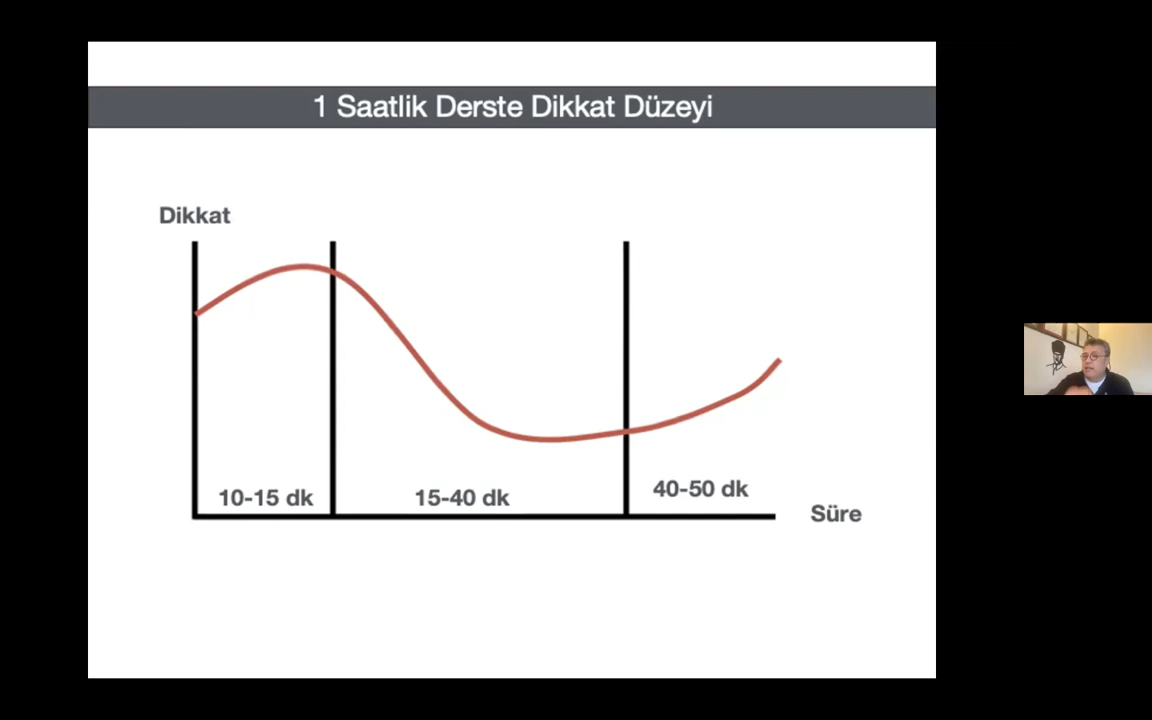 1 Saatlik Derste Dikkat Düzeyi
Dikkat
10-15 dk
15-40 dk
40-50 dk
Süre